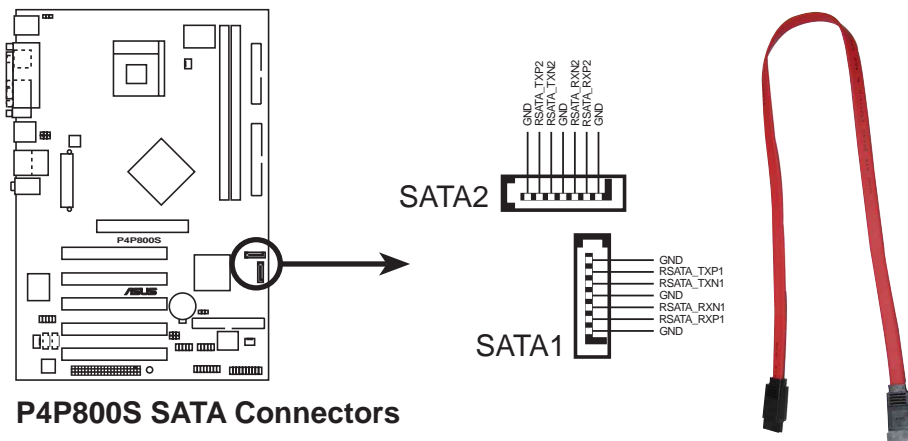 GND
RSATA_TXP2
RSATA_TXN2
GND
RSATA_RXN2
RSATA_RXP2
GND
SATA2
P4P800S
ASUS
GND
RSATA_TXP1
RSATA_TXN1
GND
RSATA_RXN1
RSATA_RXP1
GND
SATA1
P4P800S SATA Connectors